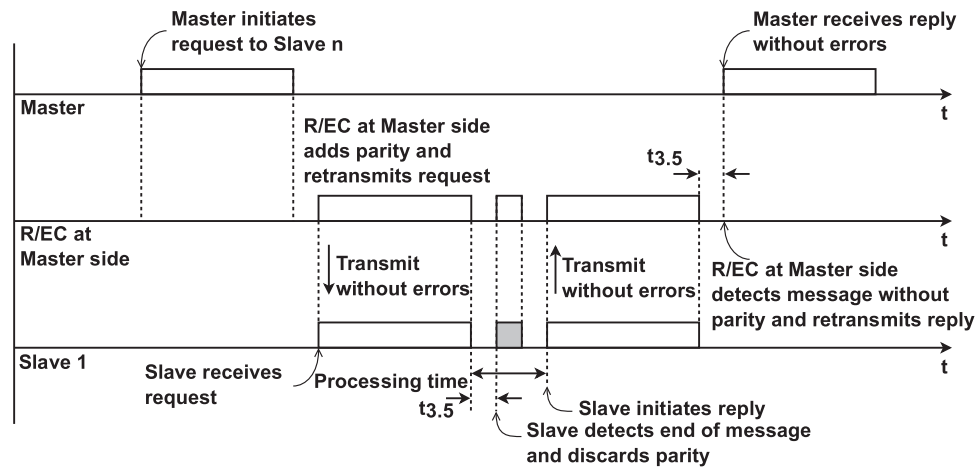 Master initiates
request to Slave n
Master receives reply
without errors
Master
t
R/EC at Master side
adds parity and
retransmits request
t3.5
R/EC at
Master side
t
Transmit
without errors
Transmit
without errors
R/EC at Master side
detects message without
parity and retransmits reply
Slave 1
t
Slave receives
request
Processing time
t3.5
Slave initiates reply
Slave detects end of message
and discards parity